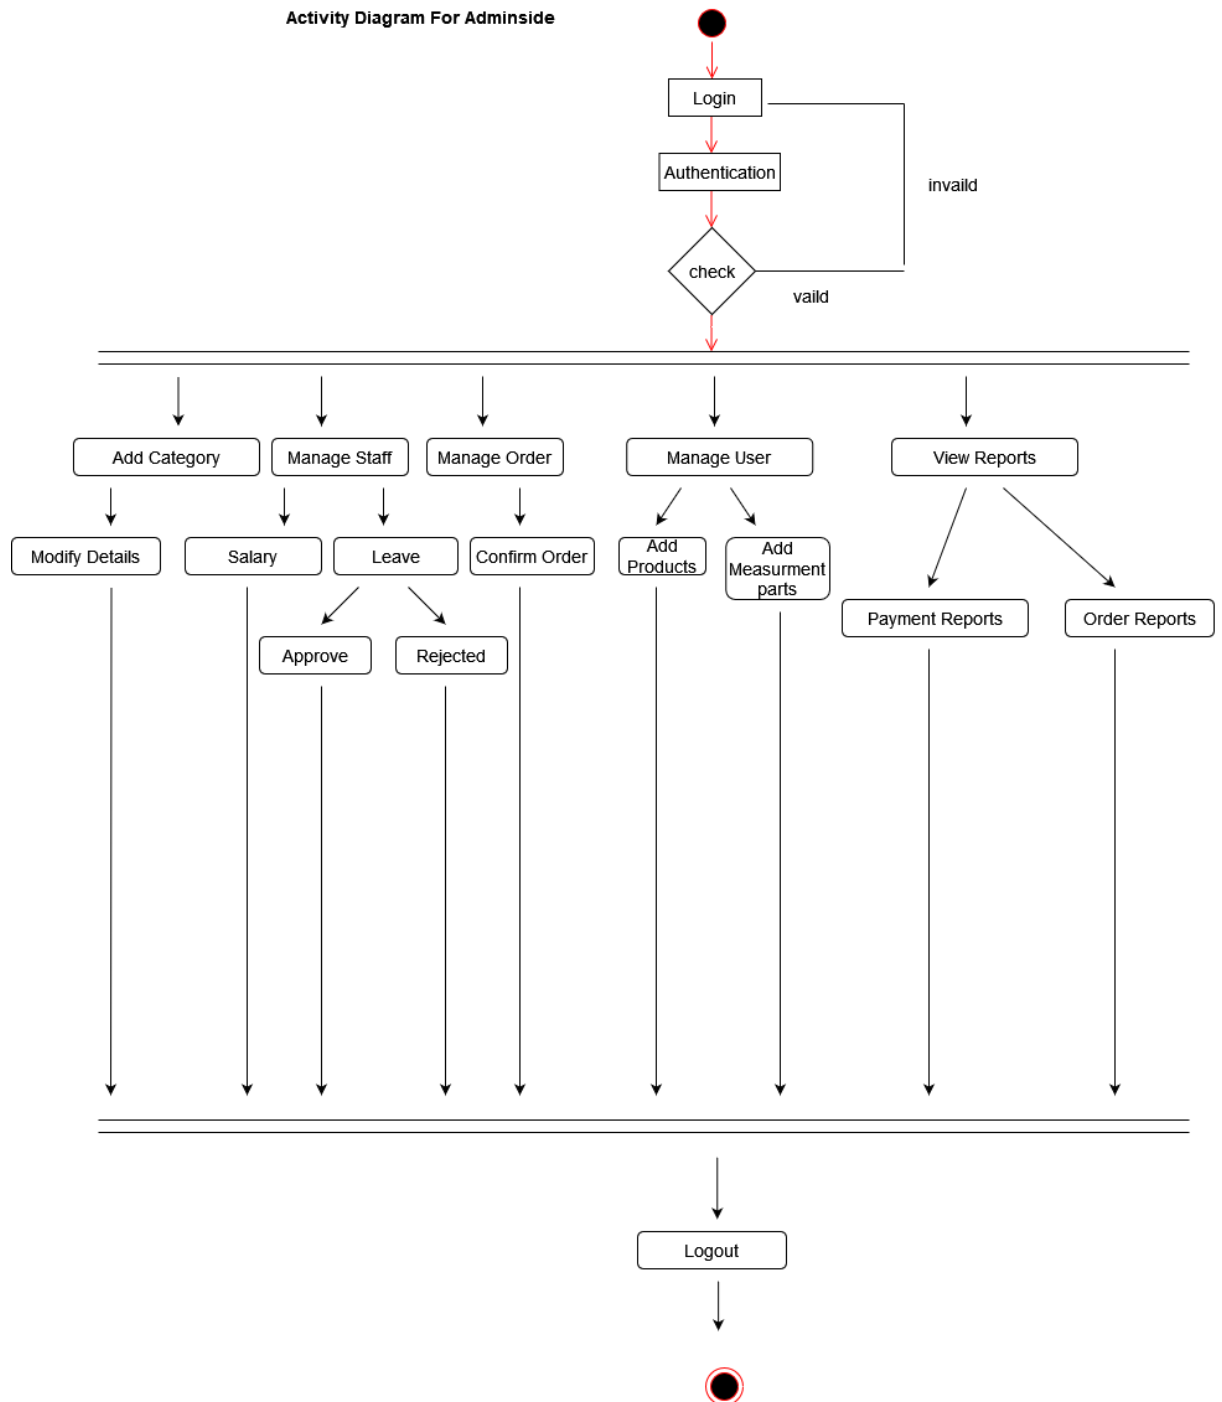 Activity Diagram For Adminside
Login
Authentication
invaild
check
vaild
Add Category
Manage Staff
Manage Order
Manage User
View Reports
Modify Details
Salary
Leave
Confirm Order
Add
Products
Add
Measurment
parts
Payment Reports
Order Reports
Approve
Rejected
Logout